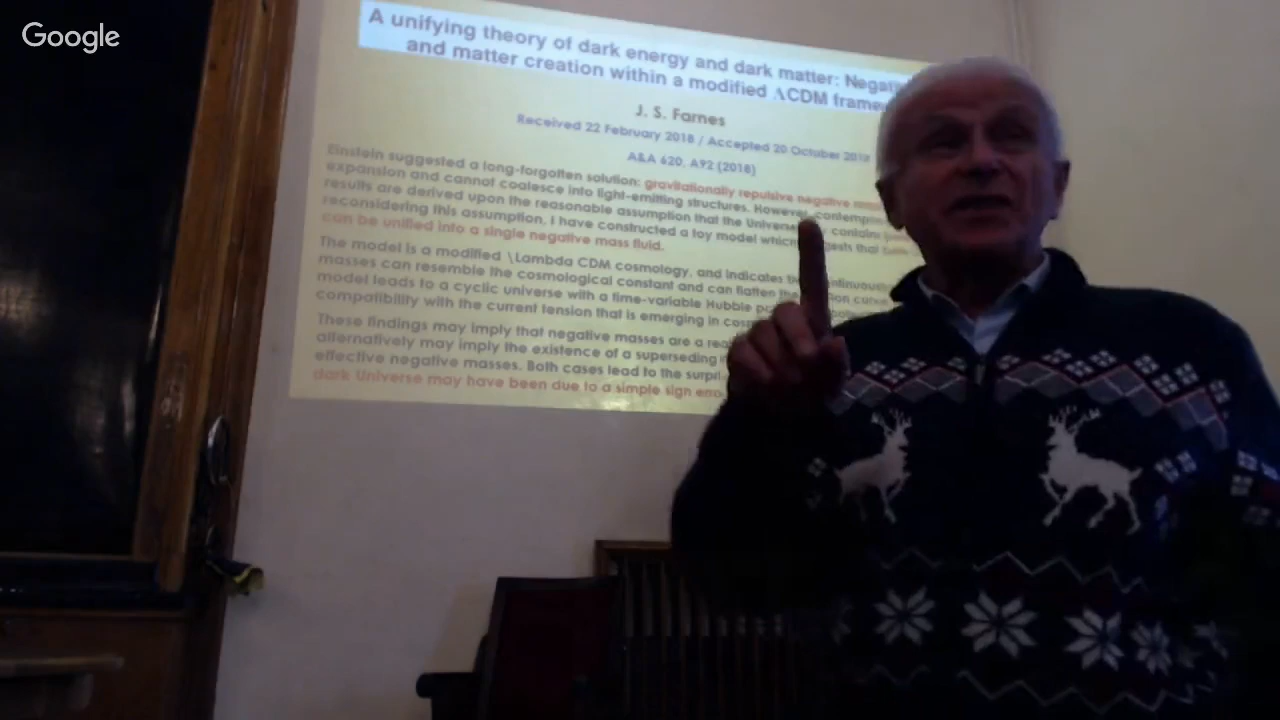 Google
A unifying theory of dark energy and dark matter:
and matter creation within a modified ΛCDM
J. S. Farnes
Received 22 February 2018 / Accepted 20 October
A&A 620, A92 (2018)
Einstein suggested a long-forgotten solution: gravitationally repulsive negative
expansion and cannot coalesce into light-emitting structures. However,
results are derived upon the reasonable assumption that the Universe
reconsidering this assumption. I have constructed a toy model which
can be unified into a single negative mass fluid.
The model is a modified \Lambda CDM cosmology, and indicates
masses can resemble the cosmological constant and can flatten the
model leads to a cyclic universe with a time-variable Hubble
compatibility with the current tension that is emerging in
These findings may imply that negative masses are a
alternatively may imply the existence of a superseding
effective negative masses. Both cases lead to the
dark Universe may have been due to a simple sign